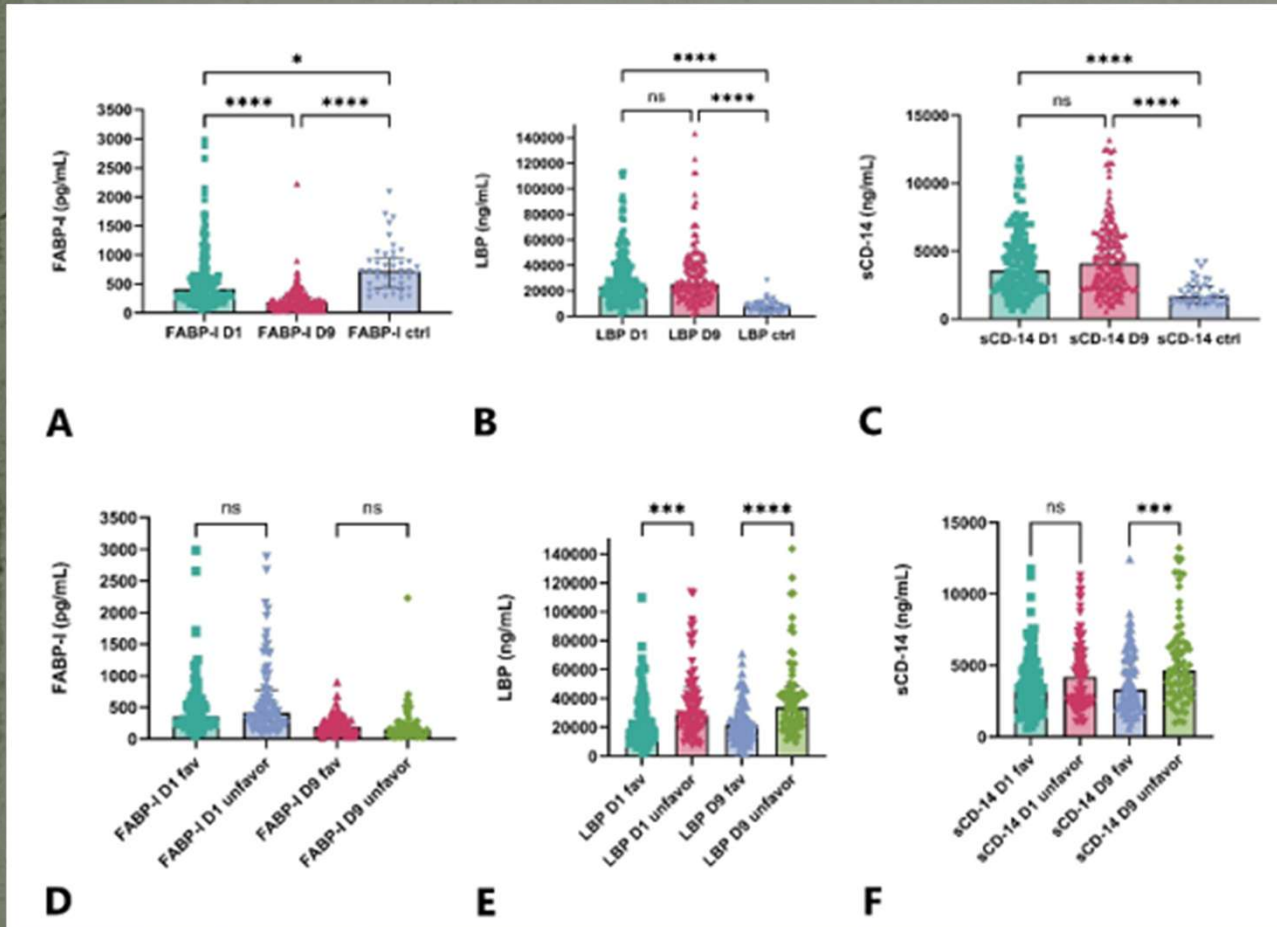 *
**** ****
FABP-I (pg/mL)
3500
3000
2500
2000
1500
1000
500
0
FABP-I D1 FABP-I D9 FABP-I ctrl
A
****
ns ****
LBP (ng/mL)
140000
120000
100000
80000
60000
40000
20000
0
LBP D1 LBP D9 LBP ctrl
B
****
ns ****
sCD-14 (ng/mL)
15000
10000
5000
0
sCD-14 D1 sCD-14 D9 sCD-14 ctrl
C
ns ns
FABP-I (pg/mL)
3500
3000
2500
2000
1500
1000
500
0
FABP-I D1 fav
FABP-I D1 unfavor
FABP-I D9 fav
FABP-I D9 unfavor
D
*** ****
LBP (ng/mL)
140000
120000
100000
80000
60000
40000
20000
0
LBP D1 fav
LBP D1 unfavor
LBP D9 fav
LBP D9 unfavor
E
ns ***
sCD-14 (ng/mL)
15000
10000
5000
0
sCD-14 D1 fav
sCD-14 D1 unfavor
sCD-14 D9 fav
sCD-14 D9 unfavor
F